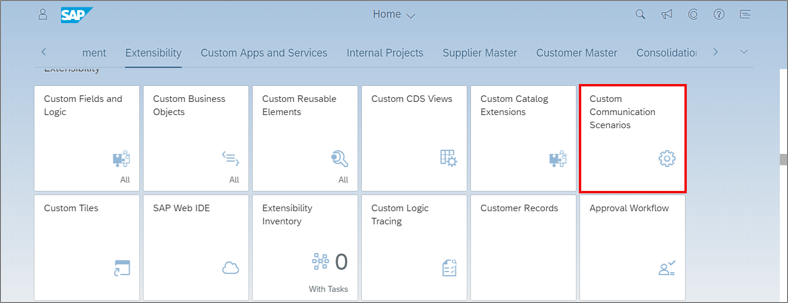 SAP
Home
ment Extensibility Custom Apps and Services Internal Projects Supplier Master Customer Master Consolidation
Extensibility
Custom Fields and
Logic
All
Custom Business
Objects
All
Custom Reusable
Elements
All
Custom CDS Views
Custom Catalog
Extensions
Custom
Communication
Scenarios
Custom Tiles
SAP Web IDE
Extensibility
Inventory
0
With Tasks
Custom Logic
Tracing
Customer Records
Approval Workflow